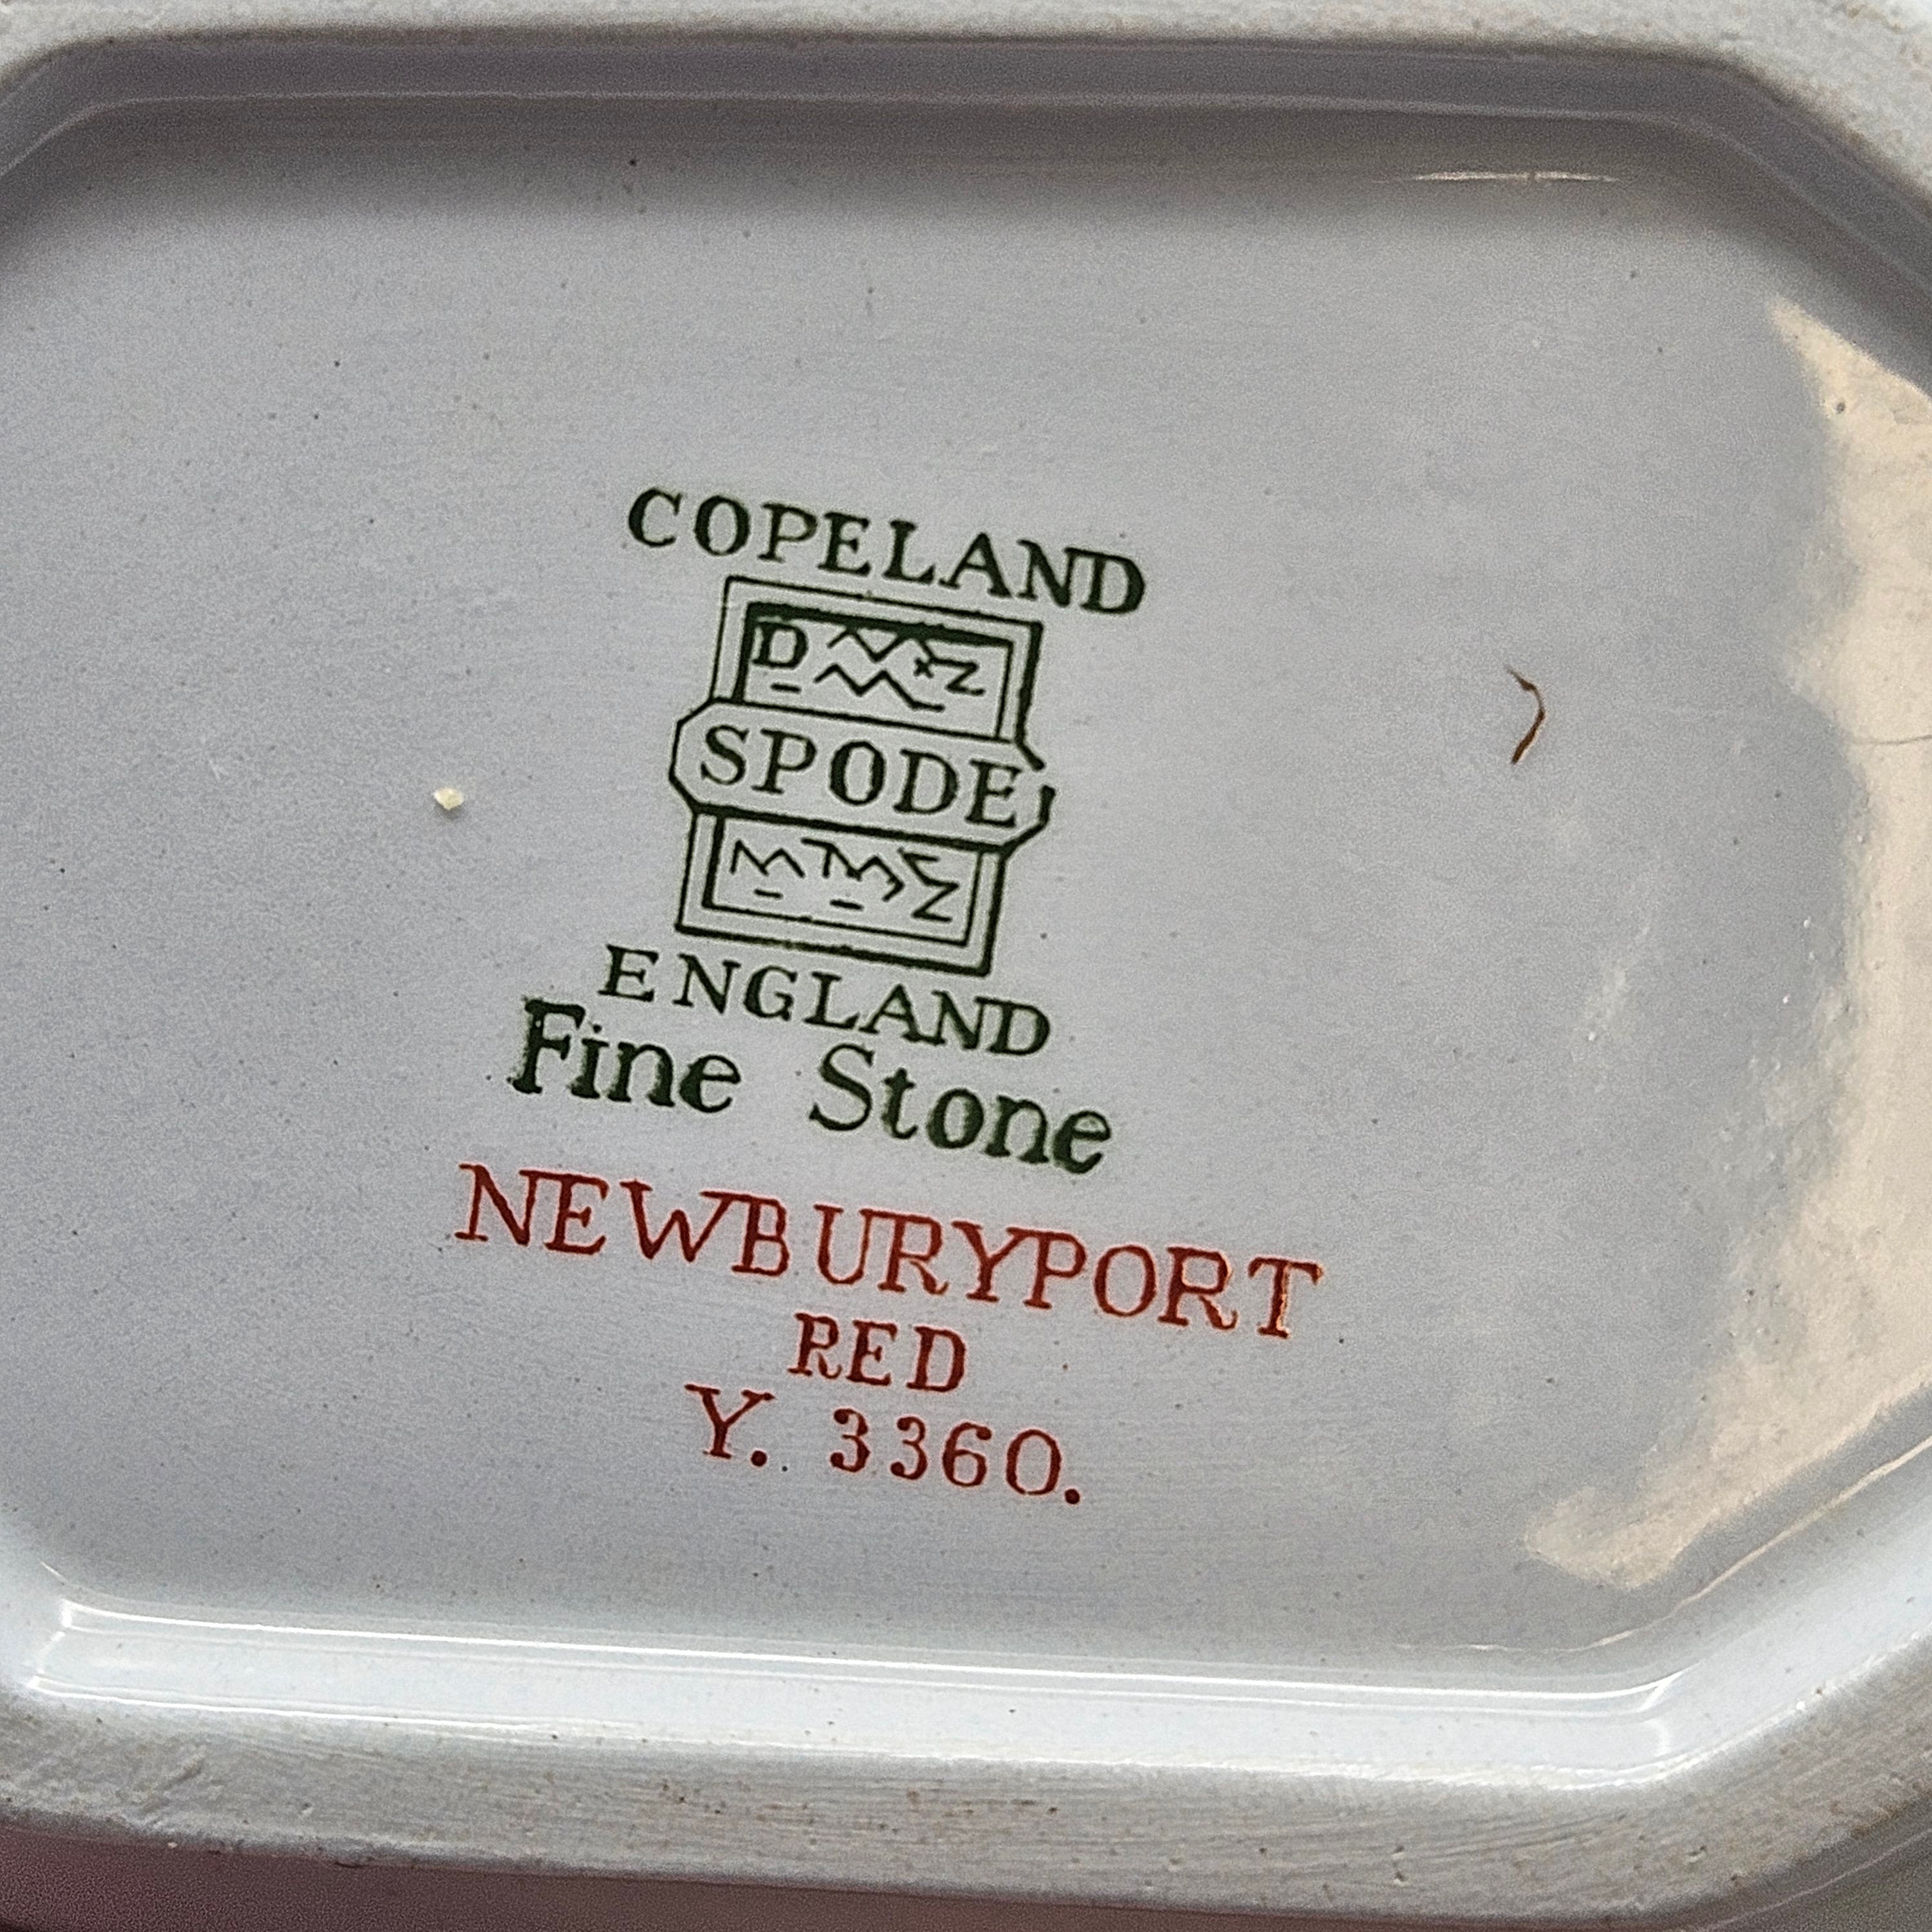 COPELAND
SPODE
ENGLAND
Fine Stone
NEWBURYPORT
RED
Y. 3360.